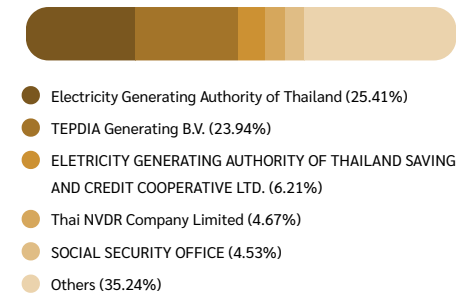 Electricity Generating Authority of Thailand (25.41%)
TEPDIA Generating B.V. (23.94%)
ELETRICITY GENERATING AUTHORITY OF THAILAND SAVING
AND CREDIT COOPERATIVE LTD. (6.21%)
Thai NVDR Company Limited (4.67%)
SOCIAL SECURITY OFFICE (4.53%)
Others (35.24%)